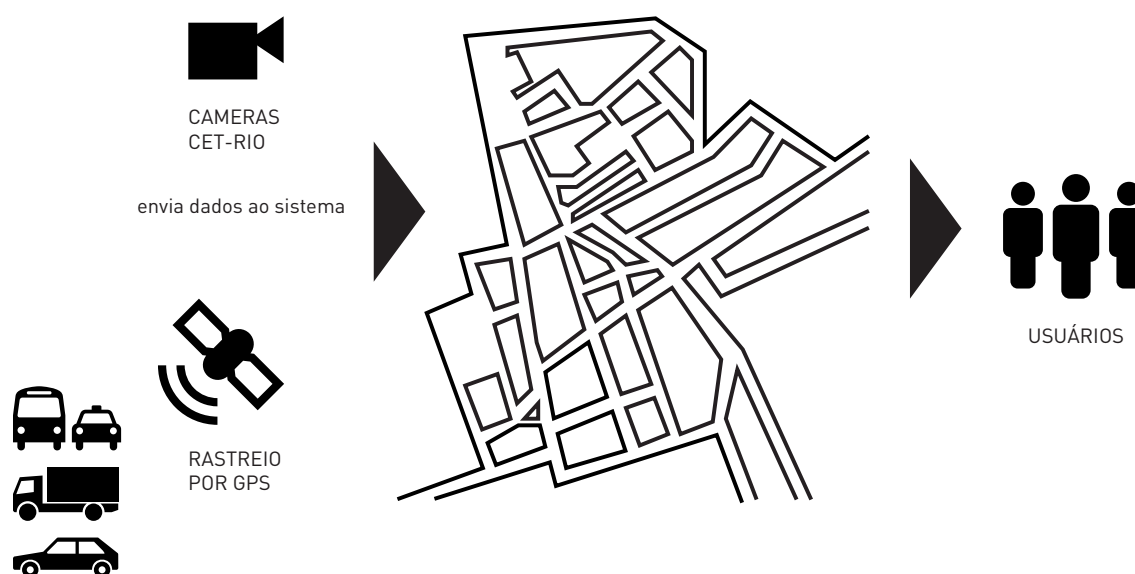 CAMERAS
CET-RIO
envia dados ao sistema
RASTREIO
POR GPS
USUÁRIOS